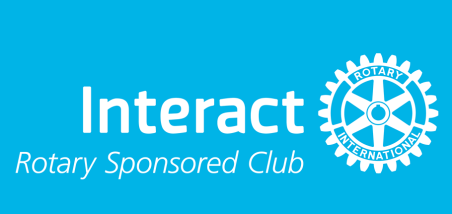 Interact
Rotary Sponsored Club
ROTARY
INTERNATIONAL